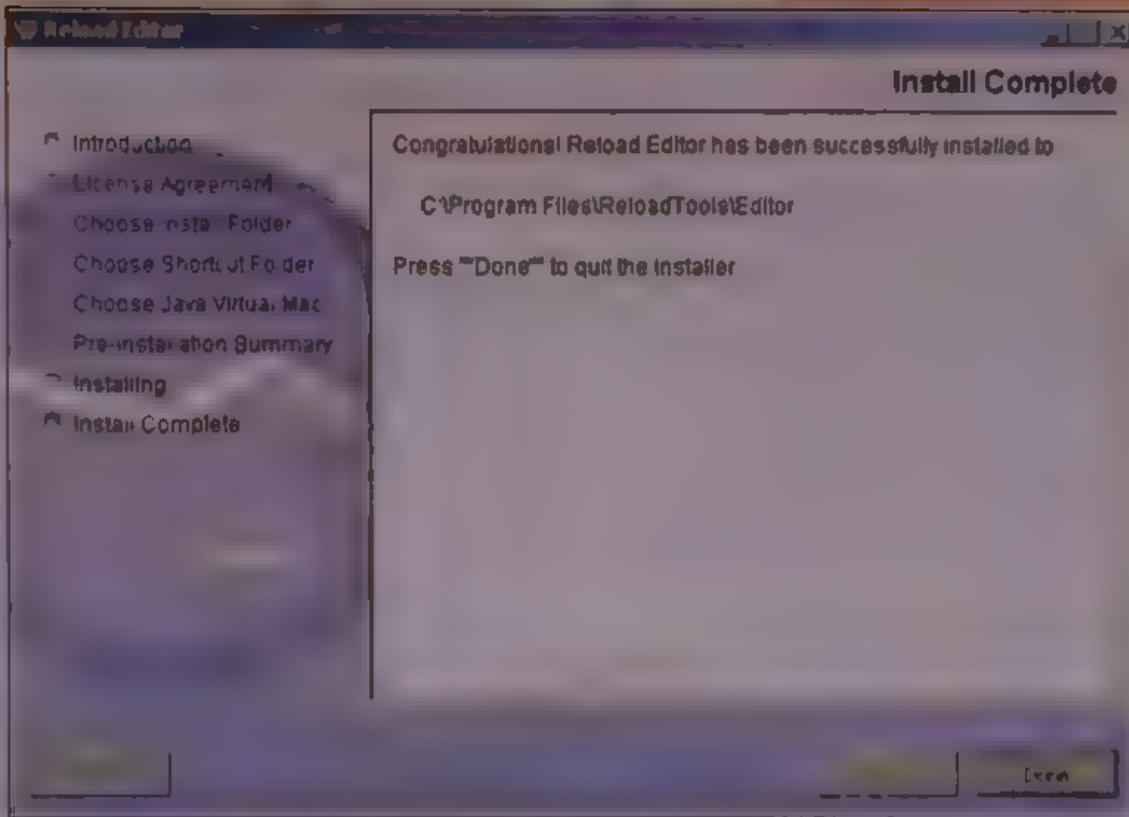 Reload Editor
Install Complete
Introduction
License Agreement
Choose Install Folder
Choose Shortcut Folder
Choose Java Virtual Mac
Pre-Installation Summary
Installing
Install Complete
Congratulations! Reload Editor has been successfully installed to
C:\Program Files\ReloadTools\Editor
Press ""Done"" to quit the installer